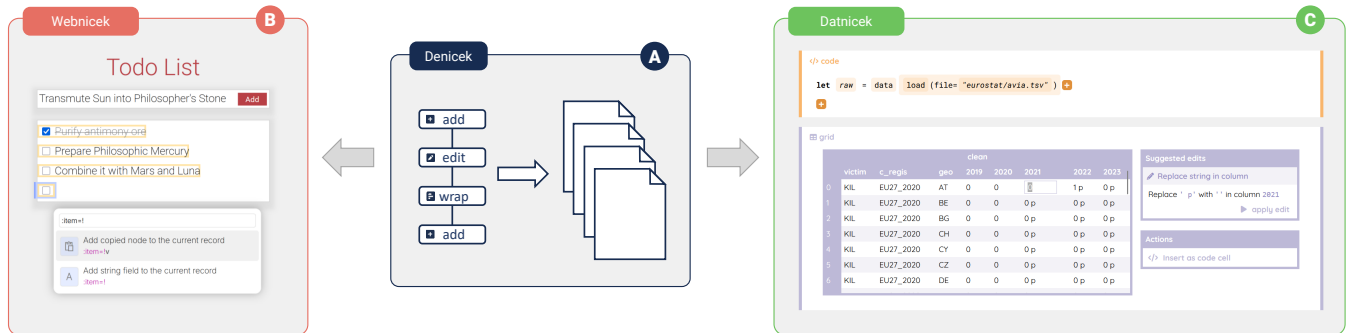 Webnicek
B
Todo List
Transmute Sun into Philosopher's Stone Add
Purify antimony ore
Prepare Philosophic Mercury
Combine it with Mars and Luna
:item=!
Add copied node to the current record
:item=!v
A Add string field to the current record
:item=!
Denicek
A
add
edit
wrap
add
Datnicek
C
</> code
let raw = data load (file= "eurostat/avia.tsv" )
grid
clean
victim c_regis geo 2019 2020 2021 2022 2023
0 KIL EU27_2020 AT 0 0 0 1 p 0 p
1 KIL EU27_2020 BE 0 0 0 p 0 p 0 p
2 KIL EU27_2020 BG 0 0 0 p 0 p 0 p
3 KIL EU27_2020 CH 0 0 0 p 0 p 0 p
4 KIL EU27_2020 CY 0 0 0 p 0 p 0 p
5 KIL EU27_2020 CZ 0 0 0 p 0 p 0 p
6 KIL EU27_2020 DE 0 0 0 p 0 p 0 p
Suggested edits
Replace string in column
Replace ' p' with '' in column 2021
apply edit
Actions
</> Insert as code cell